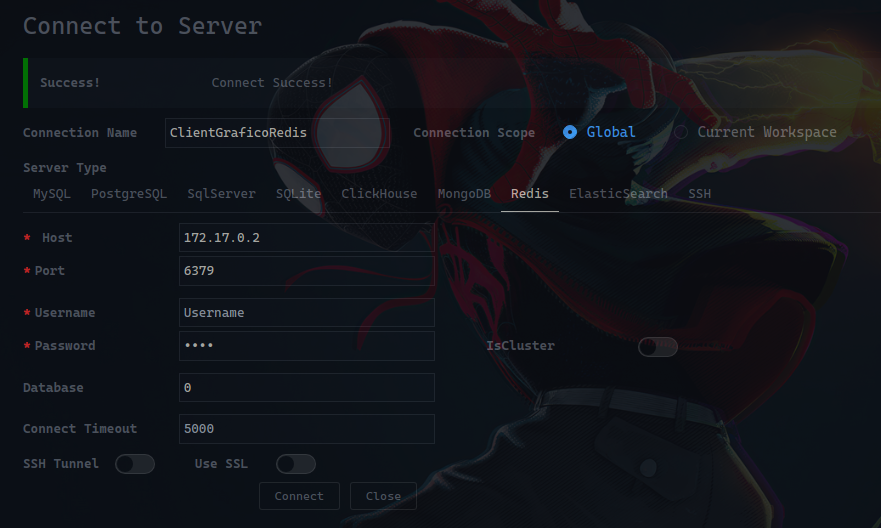 Connect to Server
Success! Connect Success!
Connection Name ClientGraficoRedis Connection Scope Global Current Workspace
Server Type
MySQL PostgreSQL SqlServer SQLite ClickHouse MongoDB Redis ElasticSearch SSH
* Host 172.17.0.2
* Port 6379
* Username Username
* Password •••• IsCluster
Database 0
Connect Timeout 5000
SSH Tunnel Use SSL
Connect Close